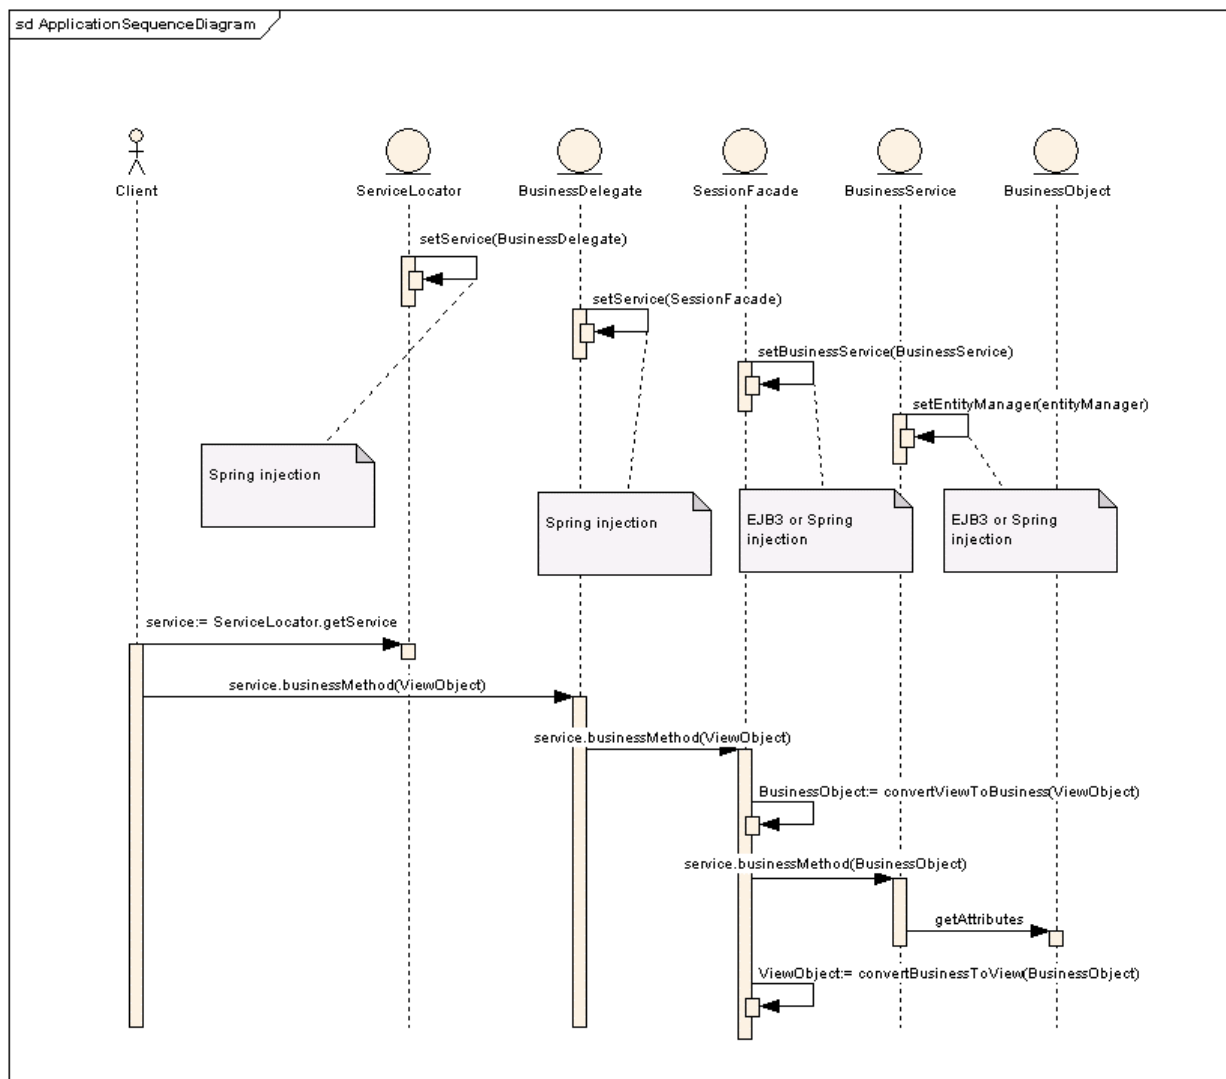 sd ApplicationSequenceDiagram
Client
ServiceLocator
BusinessDelegate
SessionFacade
BusinessService
BusinessObject
setService(BusinessDelegate)
setService(SessionFacade)
setBusinessService(BusinessService)
setEntityManager(entityManager)
Spring injection
Spring injection
EJB3 or Spring
injection
EJB3 or Spring
injection
service:= ServiceLocator.getService
service.businessMethod(ViewObject)
service.businessMethod(ViewObject)
BusinessObject:= convertViewToBusiness(ViewObject)
service.businessMethod(BusinessObject)
getAttributes
ViewObject:= convertBusinessToView(BusinessObject)